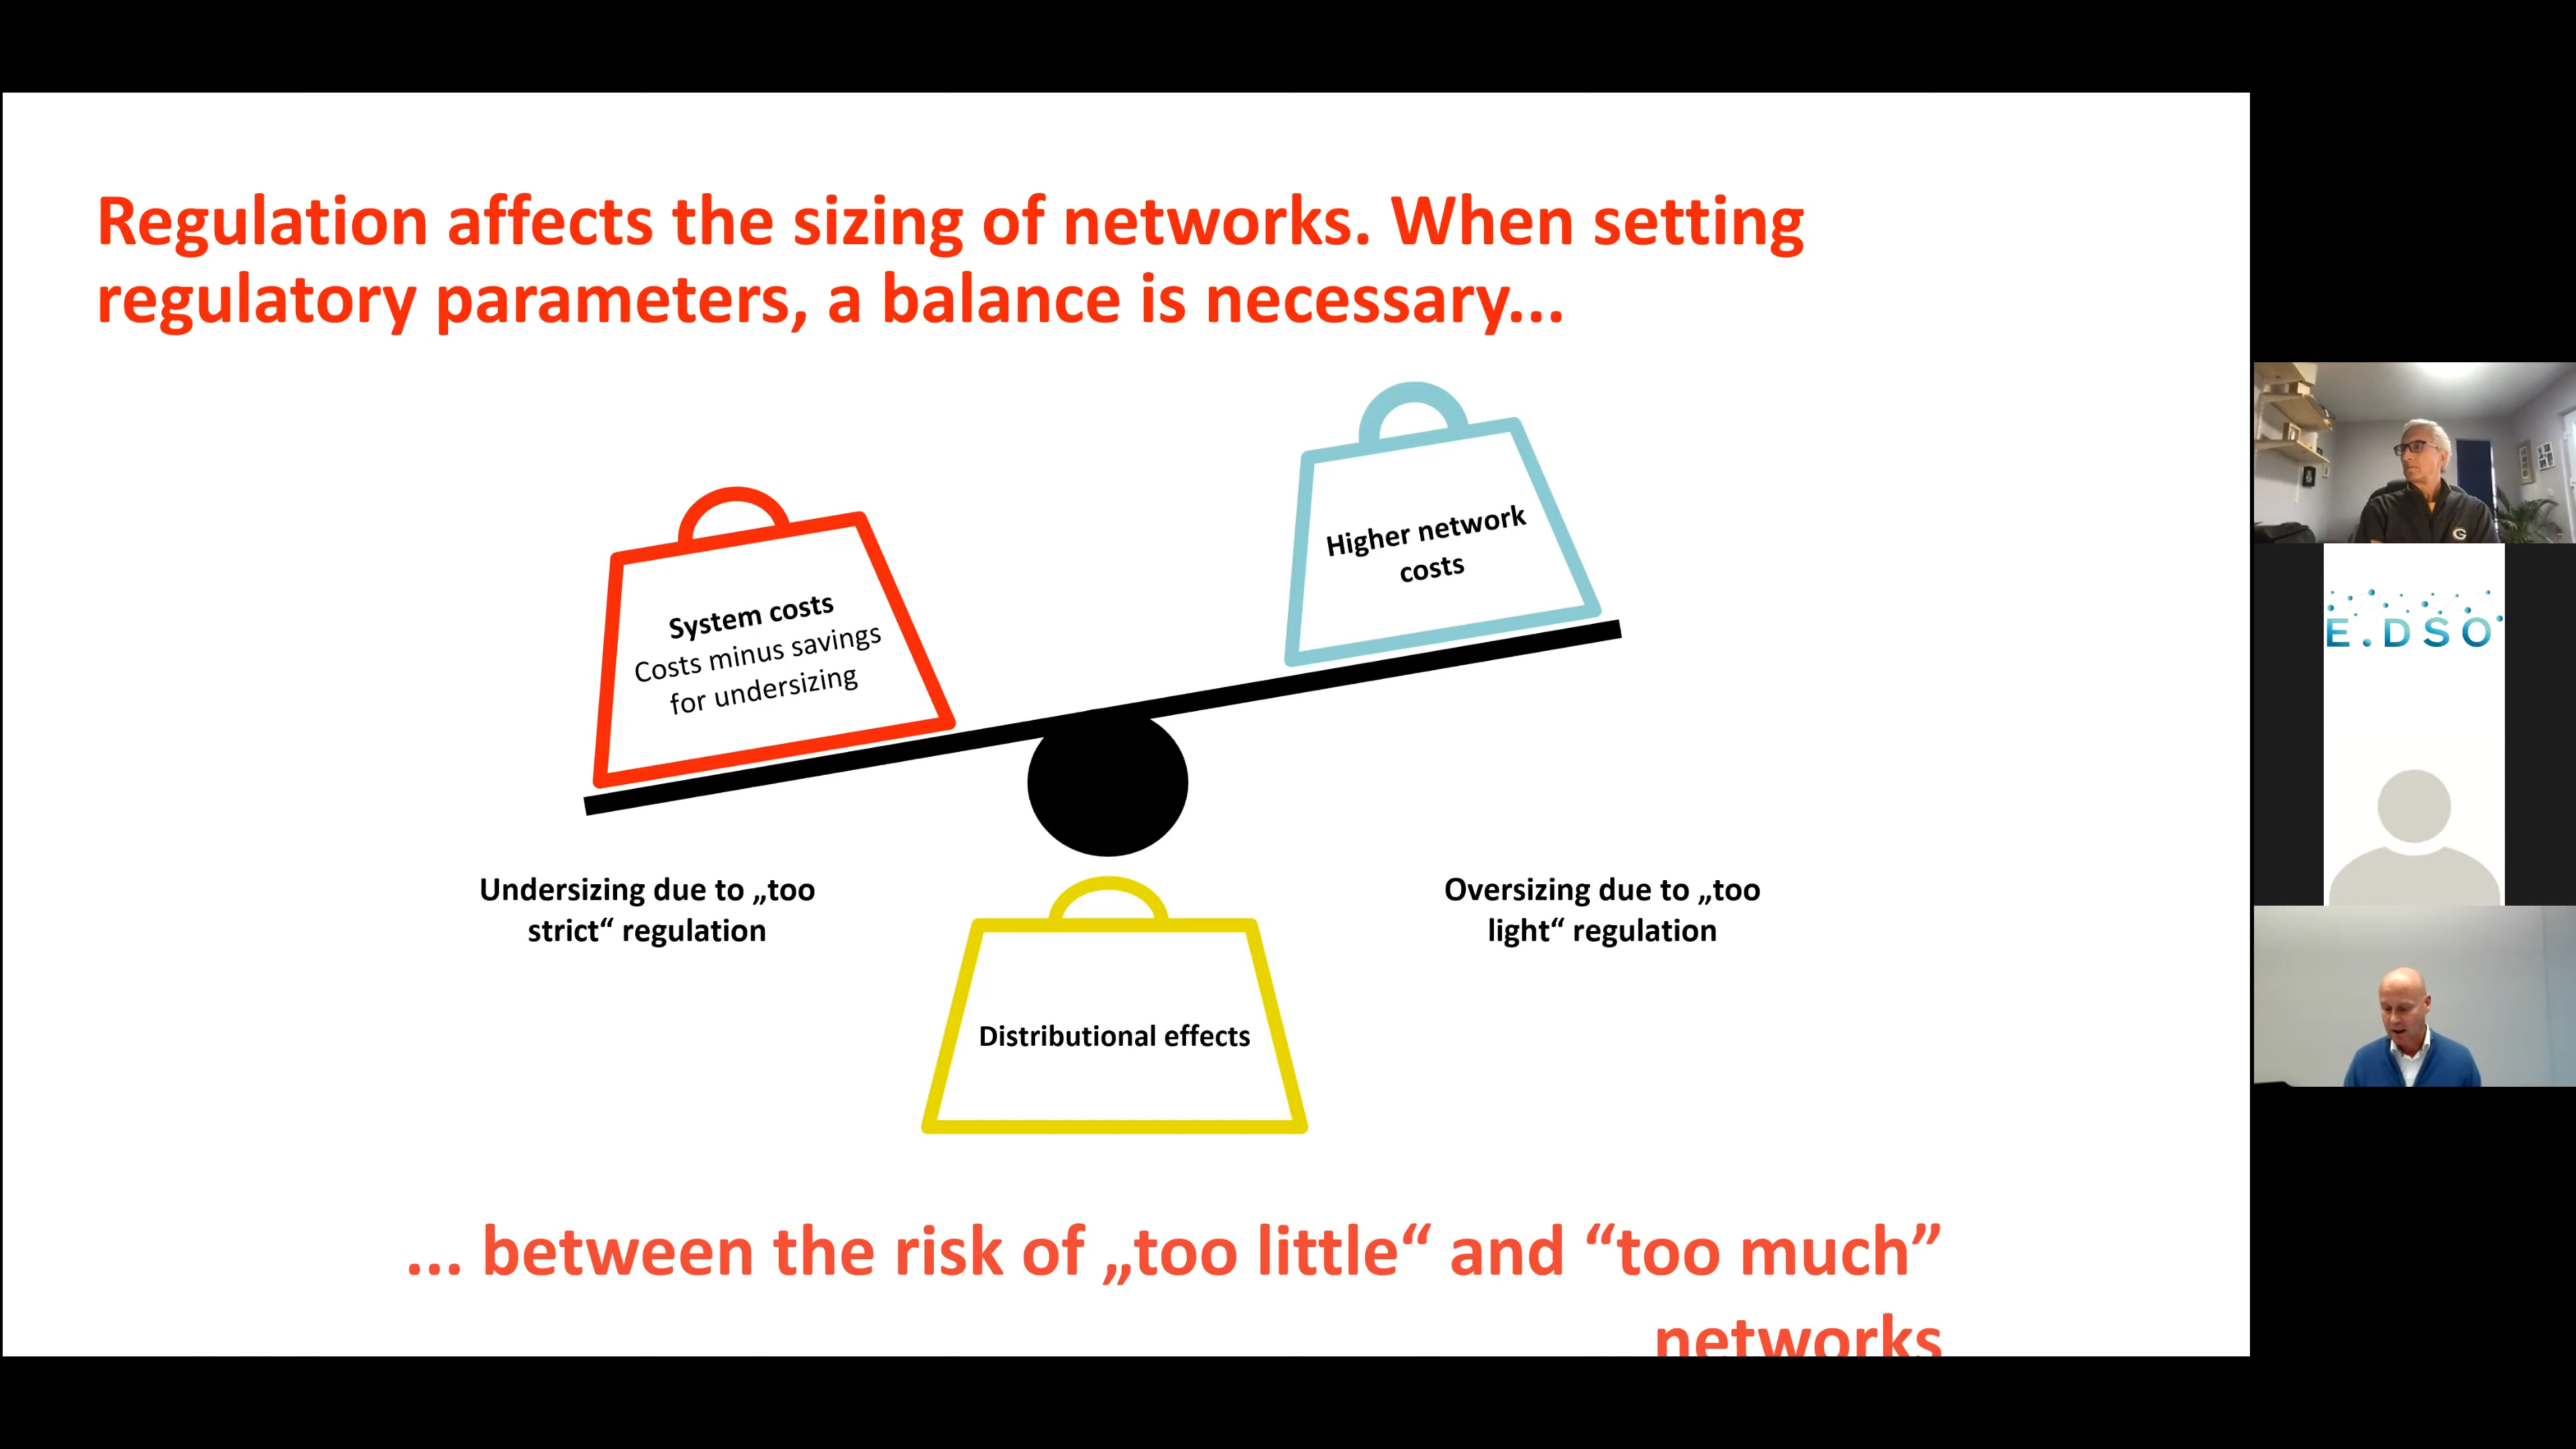 Regulation affects the sizing of networks. When setting
regulatory parameters, a balance is necessary...
Higher network
costs
System costs
Costs minus savings
for undersizing
Undersizing due to „too
strict“ regulation
Oversizing due to „too
light“ regulation
Distributional effects
... between the risk of „too little“ and “too much”
networks
E.DSO
G